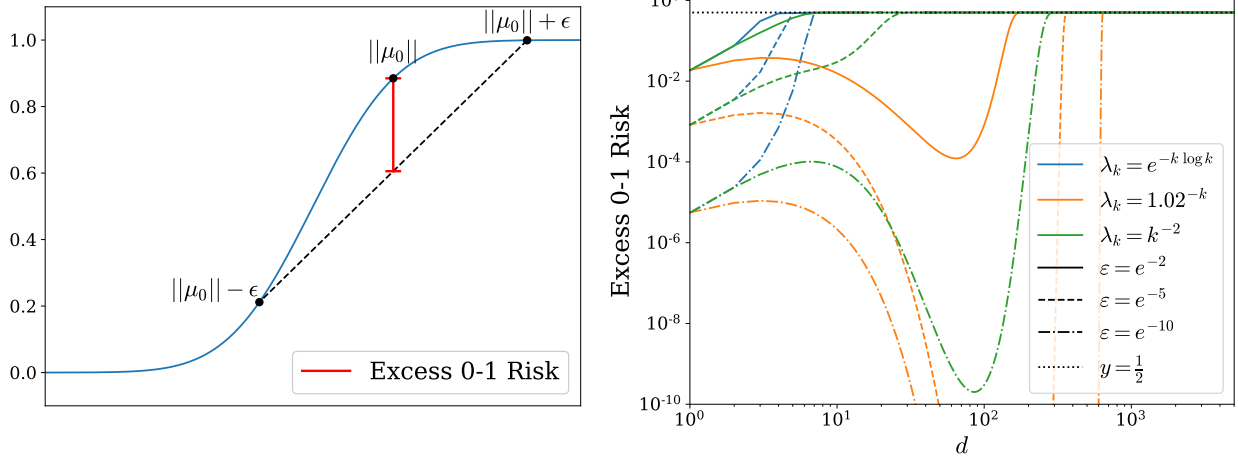 1.0
0.8
0.6
0.4
0.2
0.0
||μ₀|| + ϵ
||μ₀||
||μ₀|| − ϵ
Excess 0-1 Risk
Excess 0-1 Risk
10⁻²
10⁻⁴
10⁻⁶
10⁻⁸
10⁻¹⁰
10⁰
10¹
10²
10³
d
λₖ = e^{−k log k}
λₖ = 1.02^{−k}
λₖ = k^{−2}
ε = e^{−2}
ε = e^{−5}
ε = e^{−10}
y = ½